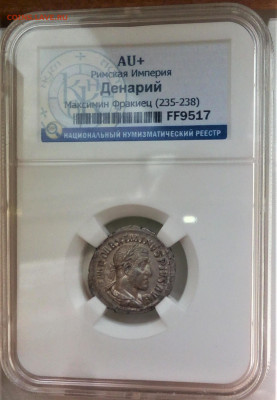 AU+
Римская Империя
Денарий
Максимин Фракиец (235-238)
FF9517
НАЦИОНАЛЬНЫЙ НУМИЗМАТИЧЕСКИЙ РЕЕСТР